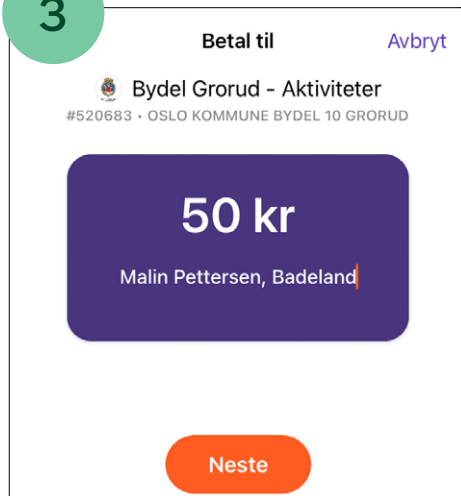 3
Betal til
Avbryt
Bydel Grorud - Aktiviteter
#520683 • OSLO KOMMUNE BYDEL 10 GRORUD
50 kr
Malin Pettersen, Badeland
Neste